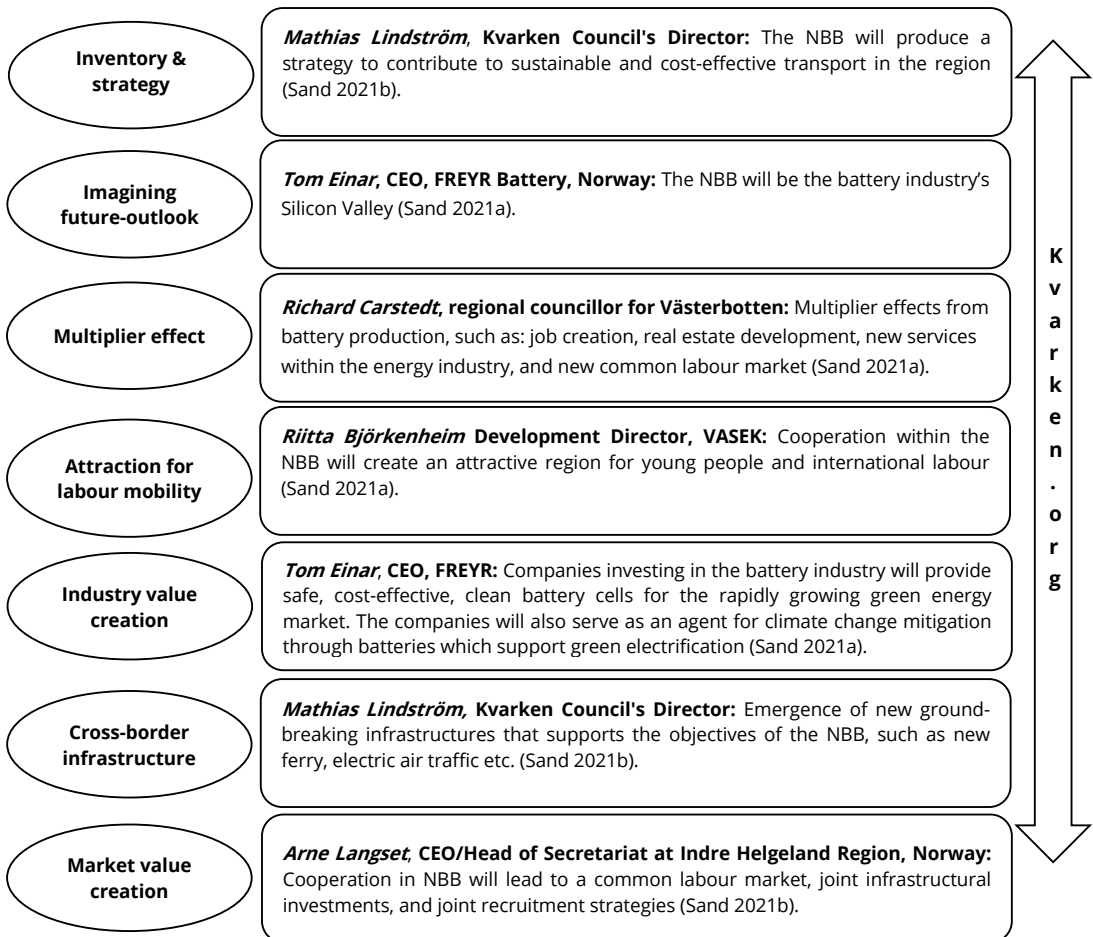 Inventory &
strategy
Mathias Lindström, Kvarken Council's Director: The NBB will produce a
strategy to contribute to sustainable and cost-effective transport in the region
(Sand 2021b).
Imagining
future-outlook
Tom Einar, CEO, FREYR Battery, Norway: The NBB will be the battery industry’s
Silicon Valley (Sand 2021a).
Multiplier effect
Richard Carstedt, regional councillor for Västerbotten: Multiplier effects from
battery production, such as: job creation, real estate development, new services
within the energy industry, and new common labour market (Sand 2021a).
Attraction for
labour mobility
Riitta Björkenheim Development Director, VASEK: Cooperation within the
NBB will create an attractive region for young people and international labour
(Sand 2021a).
Industry value
creation
Tom Einar, CEO, FREYR: Companies investing in the battery industry will provide
safe, cost-effective, clean battery cells for the rapidly growing green energy
market. The companies will also serve as an agent for climate change mitigation
through batteries which support green electrification (Sand 2021a).
Cross-border
infrastructure
Mathias Lindström, Kvarken Council's Director: Emergence of new ground-
breaking infrastructures that supports the objectives of the NBB, such as new
ferry, electric air traffic etc. (Sand 2021b).
Market value
creation
Arne Langset, CEO/Head of Secretariat at Indre Helgeland Region, Norway:
Cooperation in NBB will lead to a common labour market, joint infrastructural
investments, and joint recruitment strategies (Sand 2021b).
Kvarken.org